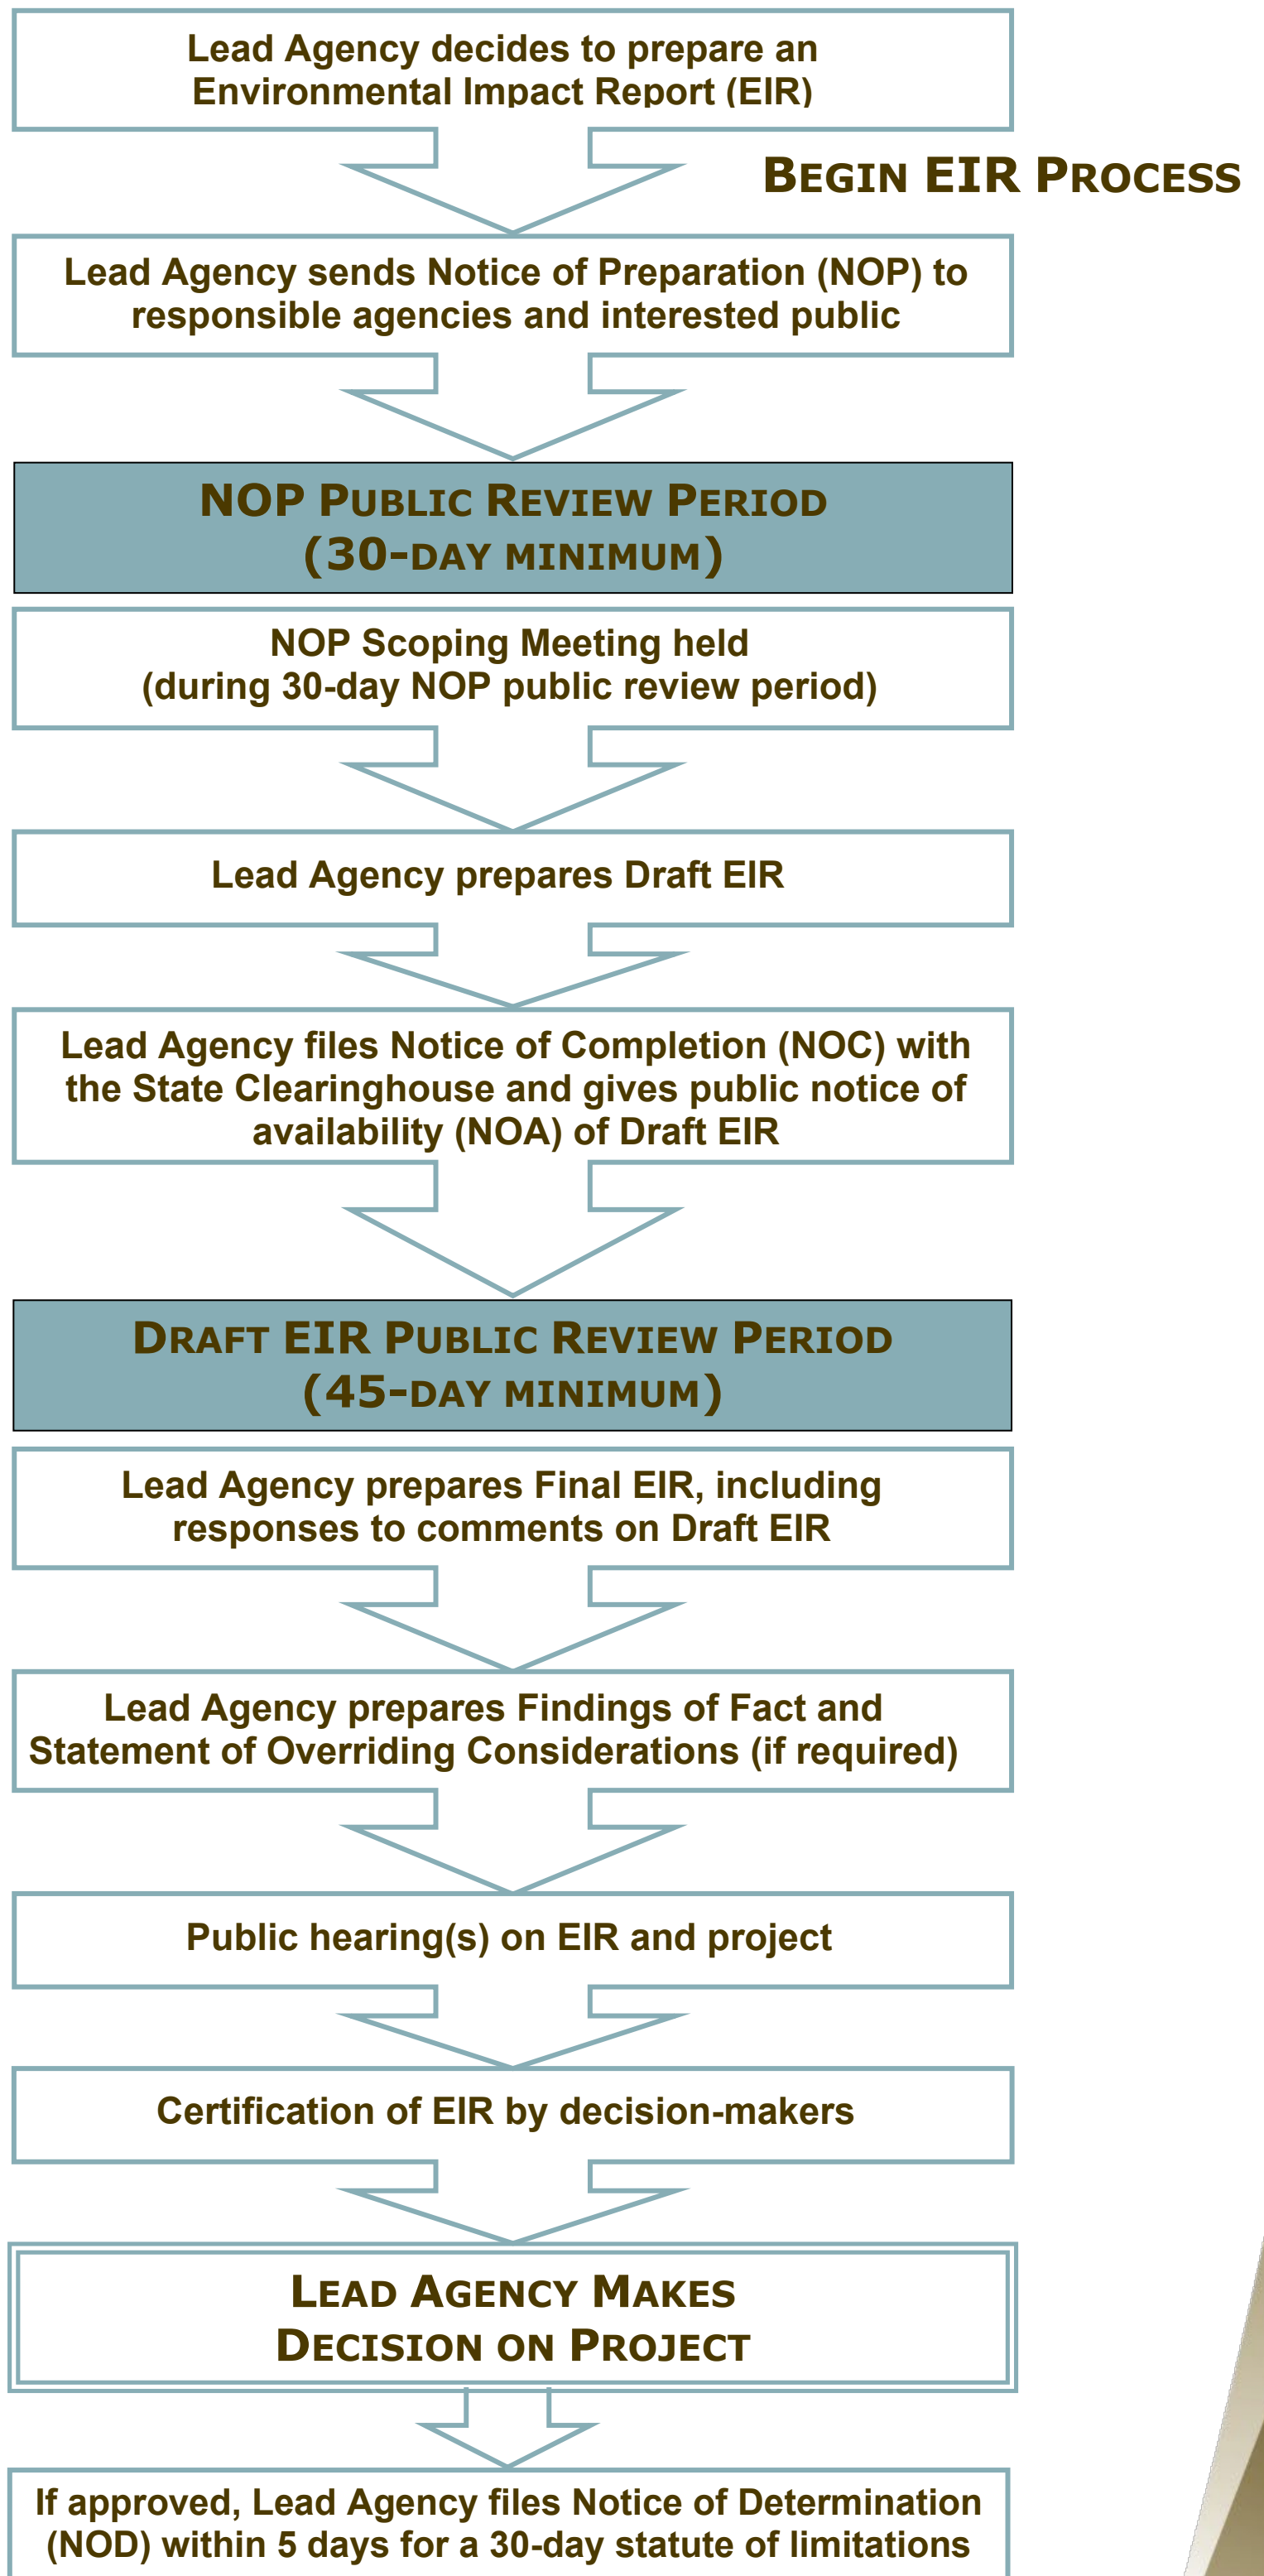 Lead Agency decides to prepare an
Environmental Impact Report (EIR)
BEGIN EIR PROCESS
Lead Agency sends Notice of Preparation (NOP) to
responsible agencies and interested public
NOP PUBLIC REVIEW PERIOD
(30-DAY MINIMUM)
NOP Scoping Meeting held
(during 30-day NOP public review period)
Lead Agency prepares Draft EIR
Lead Agency files Notice of Completion (NOC) with
the State Clearinghouse and gives public notice of
availability (NOA) of Draft EIR
DRAFT EIR PUBLIC REVIEW PERIOD
(45-DAY MINIMUM)
Lead Agency prepares Final EIR, including
responses to comments on Draft EIR
Lead Agency prepares Findings of Fact and
Statement of Overriding Considerations (if required)
Public hearing(s) on EIR and project
Certification of EIR by decision-makers
LEAD AGENCY MAKES
DECISION ON PROJECT
If approved, Lead Agency files Notice of Determination
(NOD) within 5 days for a 30-day statute of limitations